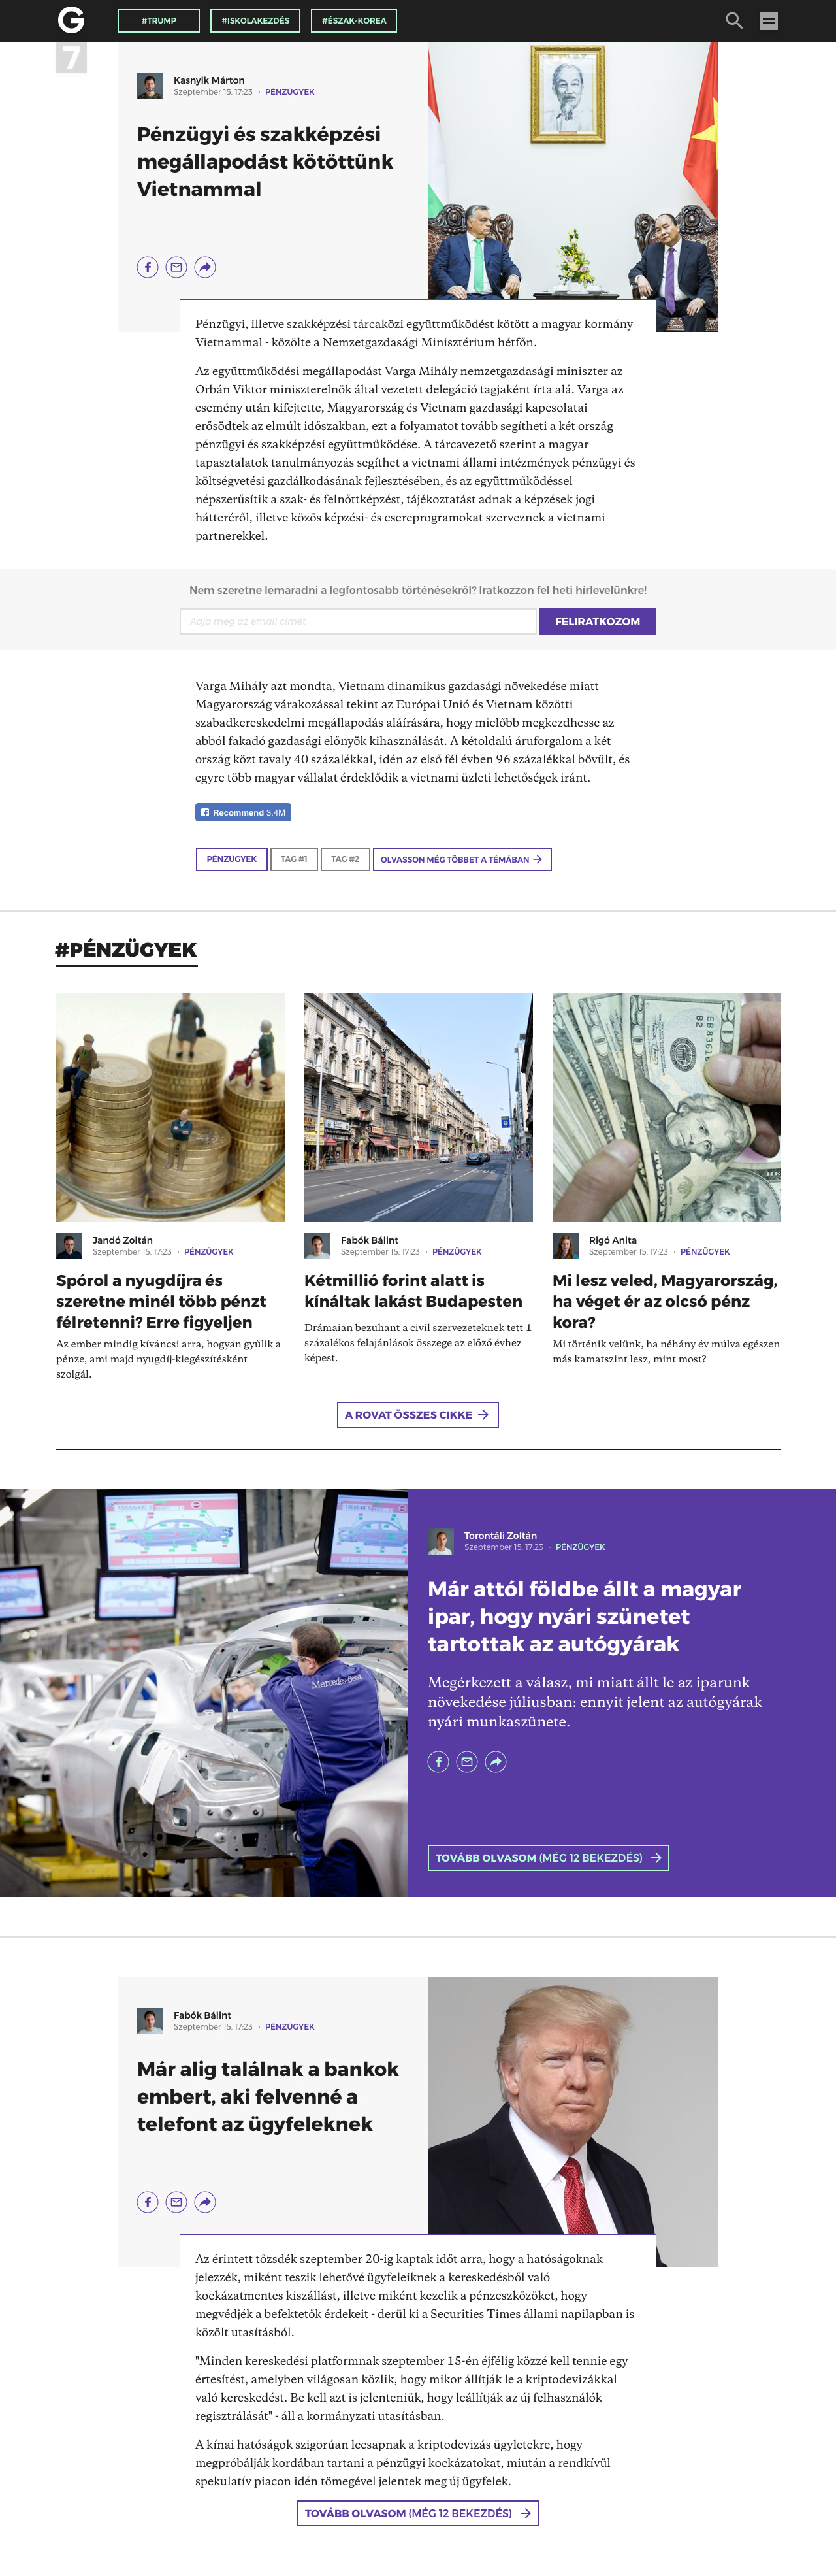 G
#TRUMP
#ISKOLAKEZDÉS
#ÉSZAK-KOREA
7
Kasnyik Márton
Szeptember 15. 17:23 · PÉNZÜGYEK
Pénzügyi és szakképzési
megállapodást kötöttünk
Vietnammal
Pénzügyi, illetve szakképzési tárcaközi együttműködést kötött a magyar kormány
Vietnammal - közölte a Nemzetgazdasági Minisztérium hétfőn.
Az együttműködési megállapodást Varga Mihály nemzetgazdasági miniszter az
Orbán Viktor miniszterelnök által vezetett delegáció tagjaként írta alá. Varga az
esemény után kifejtette, Magyarország és Vietnam gazdasági kapcsolatai
erősödtek az elmúlt időszakban, ezt a folyamatot tovább segítheti a két ország
pénzügyi és szakképzési együttműködése. A tárcavezető szerint a magyar
tapasztalatok tanulmányozás segíthet a vietnami állami intézmények pénzügyi és
költségvetési gazdálkodásának fejlesztésében, és az együttműködéssel
népszerűsítik a szak- és felnőttképzést, tájékoztatást adnak a képzések jogi
hátteréről, illetve közös képzési- és csereprogramokat szerveznek a vietnami
partnerekkel.
Nem szeretne lemaradni a legfontosabb történésekről? Iratkozzon fel heti hírlevelünkre!
Adja meg az email címét
FELIRATKOZOM
Varga Mihály azt mondta, Vietnam dinamikus gazdasági növekedése miatt
Magyarország várakozással tekint az Európai Unió és Vietnam közötti
szabadkereskedelmi megállapodás aláírására, hogy mielőbb megkezdhesse az
abból fakadó gazdasági előnyök kihasználását. A kétoldalú áruforgalom a két
ország közt tavaly 40 százalékkal, idén az első fél évben 96 százalékkal bővült, és
egyre több magyar vállalat érdeklődik a vietnami üzleti lehetőségek iránt.
Recommend 3.4M
PÉNZÜGYEK
TAG #1
TAG #2
OLVASSON MÉG TÖBBET A TÉMÁBAN
#PÉNZÜGYEK
Jandó Zoltán
Szeptember 15. 17:23 · PÉNZÜGYEK
Spórol a nyugdíjra és
szeretne minél több pénzt
félretenni? Erre figyeljen
Az ember mindig kíváncsi arra, hogyan gyűlik a
pénze, ami majd nyugdíj-kiegészítésként
szolgál.
Fabók Bálint
Szeptember 15. 17:23 · PÉNZÜGYEK
Kétmillió forint alatt is
kínáltak lakást Budapesten
Drámaian bezuhant a civil szervezeteknek tett 1
százalékos felajánlások összege az előző évhez
képest.
Rigó Anita
Szeptember 15. 17:23 · PÉNZÜGYEK
Mi lesz veled, Magyarország,
ha véget ér az olcsó pénz
kora?
Mi történik velünk, ha néhány év múlva egészen
más kamatszint lesz, mint most?
A ROVAT ÖSSZES CIKKE
Mercedes-Benz
Torontáli Zoltán
Szeptember 15. 17:23 · PÉNZÜGYEK
Már attól földbe állt a magyar
ipar, hogy nyári szünetet
tartottak az autógyárak
Megérkezett a válasz, mi miatt állt le az iparunk
növekedése júliusban: ennyit jelent az autógyárak
nyári munkaszünete.
TOVÁBB OLVASOM (MÉG 12 BEKEZDÉS)
Fabók Bálint
Szeptember 15. 17:23 · PÉNZÜGYEK
Már alig találnak a bankok
embert, aki felvenné a
telefont az ügyfeleknek
Az érintett tőzsdék szeptember 20-ig kaptak időt arra, hogy a hatóságoknak
jelezzék, miként teszik lehetővé ügyfeleiknek a kereskedésből való
kockázatmentes kiszállást, illetve miként kezelik a pénzeszközöket, hogy
megvédjék a befektetők érdekeit - derül ki a Securities Times állami napilapban is
közölt utasításból.
"Minden kereskedési platformnak szeptember 15-én éjfélig közzé kell tennie egy
értesítést, amelyben világosan közlik, hogy mikor állítják le a kriptodevizákkal
való kereskedést. Be kell azt is jelenteniük, hogy leállítják az új felhasználók
regisztrálását" - áll a kormányzati utasításban.
A kínai hatóságok szigorúan lecsapnak a kriptodevizás ügyletekre, hogy
megpróbálják kordában tartani a pénzügyi kockázatokat, miután a rendkívül
spekulatív piacon idén tömegével jelentek meg új ügyfelek.
TOVÁBB OLVASOM (MÉG 12 BEKEZDÉS)